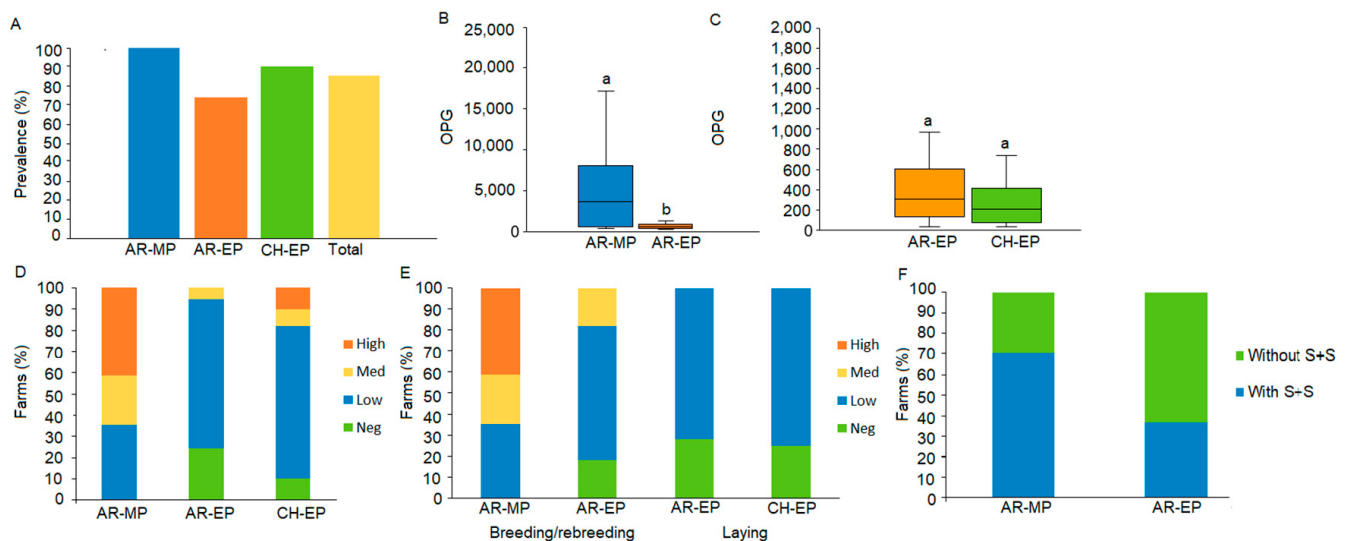 A
Prevalence (%)
100
90
80
70
60
50
40
30
20
10
0
AR-MP AR-EP CH-EP Total
B
OPG
25,000
20,000
15,000
10,000
5,000
0
a
b
AR-MP AR-EP
C
OPG
2,000
1,800
1,600
1,400
1,200
1,000
800
600
400
200
0
a
a
AR-EP CH-EP
D
Farms (%)
100
90
80
70
60
50
40
30
20
10
0
AR-MP AR-EP CH-EP
High
Med
Low
Neg
E
Farms (%)
100
90
80
70
60
50
40
30
20
10
0
AR-MP AR-EP AR-EP CH-EP
Breeding/rebreeding Laying
High
Med
Low
Neg
F
Farms (%)
100
90
80
70
60
50
40
30
20
10
0
AR-MP AR-EP
Without S+S
With S+S